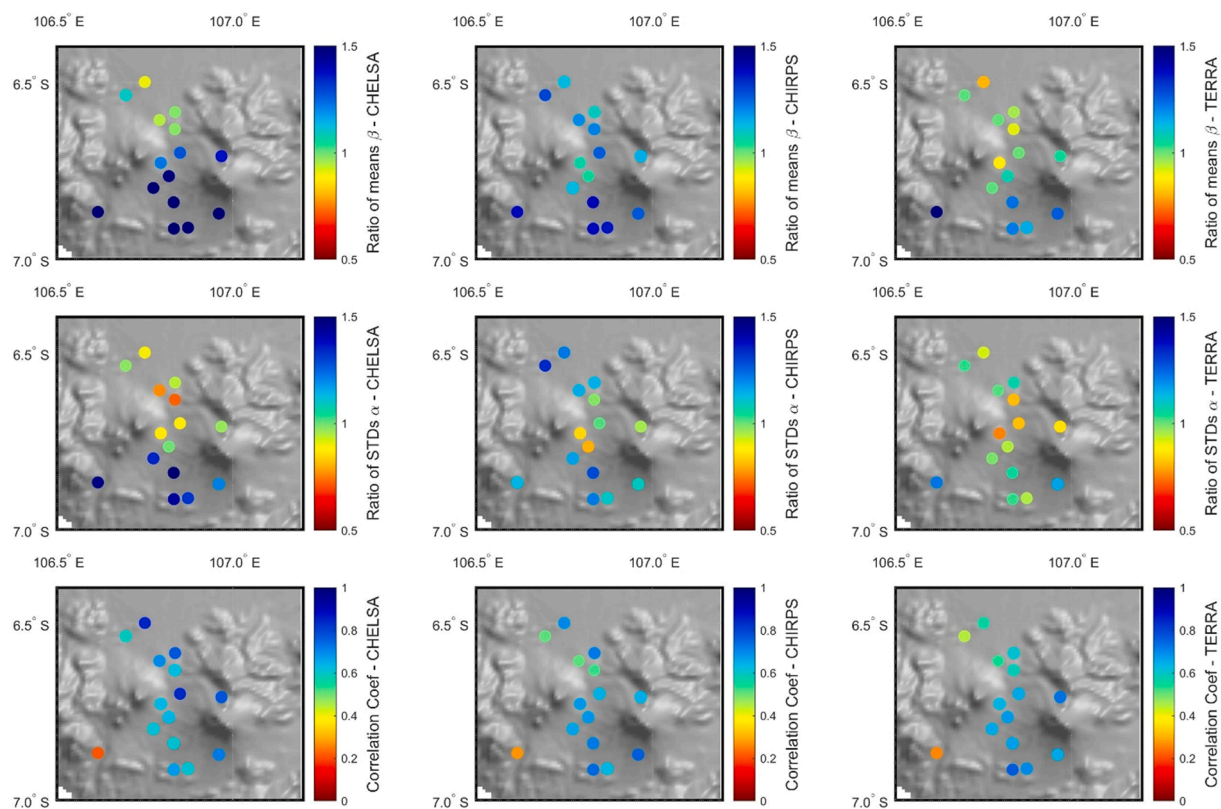 106.5° E 107.0° E 106.5° E 107.0° E 106.5° E 107.0° E
6.5° S
7.0° S
1.5
1
0.5
Ratio of means β - CHELSA
6.5° S
7.0° S
1.5
1
0.5
Ratio of means β - CHIRPS
6.5° S
7.0° S
1.5
1
0.5
Ratio of means β - TERRA
106.5° E 107.0° E 106.5° E 107.0° E 106.5° E 107.0° E
6.5° S
7.0° S
1.5
1
0.5
Ratio of STDs α - CHELSA
6.5° S
7.0° S
1.5
1
0.5
Ratio of STDs α - CHIRPS
6.5° S
7.0° S
1.5
1
0.5
Ratio of STDs α - TERRA
106.5° E 107.0° E 106.5° E 107.0° E 106.5° E 107.0° E
6.5° S
7.0° S
1
0.8
0.6
0.4
0.2
0
Correlation Coef - CHELSA
6.5° S
7.0° S
1
0.8
0.6
0.4
0.2
0
Correlation Coef - CHIRPS
6.5° S
7.0° S
1
0.8
0.6
0.4
0.2
0
Correlation Coef - TERRA